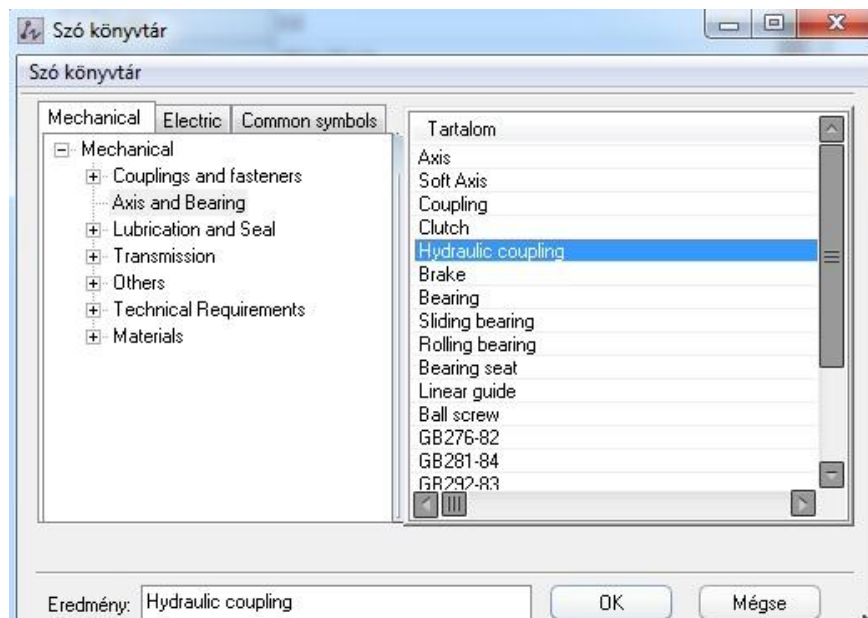 Szó könyvtár
Szó könyvtár
Mechanical Electric Common symbols
Mechanical
Couplings and fasteners
Axis and Bearing
Lubrication and Seal
Transmission
Others
Technical Requirements
Materials
Tartalom
Axis
Soft Axis
Coupling
Clutch
Hydraulic coupling
Brake
Bearing
Sliding bearing
Rolling bearing
Bearing seat
Linear guide
Ball screw
GB276-82
GB281-84
GB292-83
Eredmény: Hydraulic coupling OK Mégse